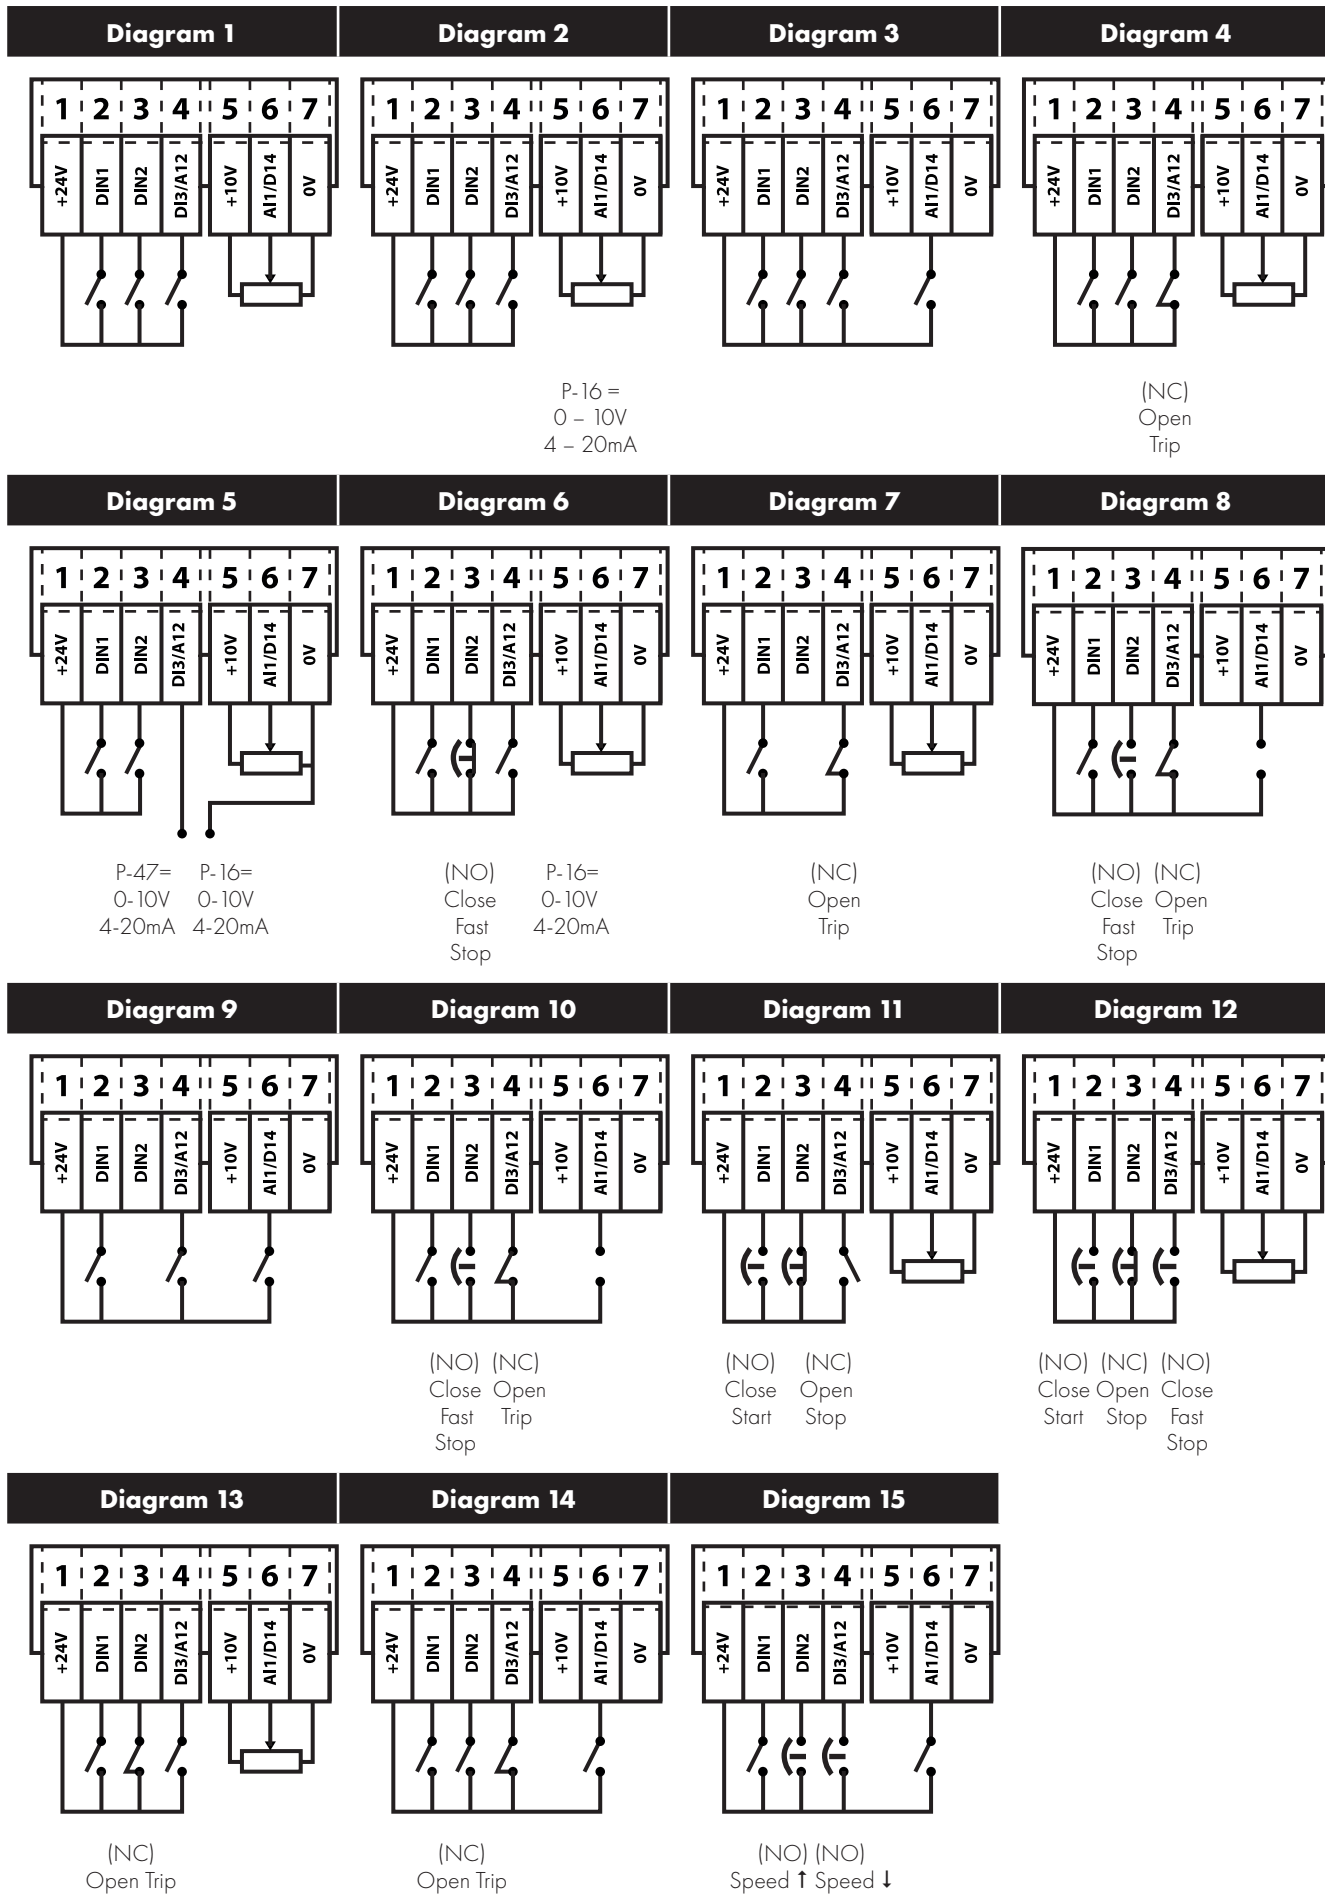 Diagram 1 Diagram 2 Diagram 3 Diagram 4
1 2 3 4 5 6 7
+24V DIN1 DIN2 DI3/A12 +10V AI1/D14 0V
1 2 3 4 5 6 7
+24V DIN1 DIN2 DI3/A12 +10V AI1/D14 0V
P-16 =
0 – 10V
4 – 20mA
1 2 3 4 5 6 7
+24V DIN1 DIN2 DI3/A12 +10V AI1/D14 0V
1 2 3 4 5 6 7
+24V DIN1 DIN2 DI3/A12 +10V AI1/D14 0V
(NC)
Open
Trip
Diagram 5 Diagram 6 Diagram 7 Diagram 8
1 2 3 4 5 6 7
+24V DIN1 DIN2 DI3/A12 +10V AI1/D14 0V
P-47= P-16=
0-10V 0-10V
4-20mA 4-20mA
1 2 3 4 5 6 7
+24V DIN1 DIN2 DI3/A12 +10V AI1/D14 0V
(NO) P-16=
Close 0-10V
Fast 4-20mA
Stop
1 2 3 4 5 6 7
+24V DIN1 DIN2 DI3/A12 +10V AI1/D14 0V
(NC)
Open
Trip
1 2 3 4 5 6 7
+24V DIN1 DIN2 DI3/A12 +10V AI1/D14 0V
(NO) (NC)
Close Open
Fast Trip
Stop
Diagram 9 Diagram 10 Diagram 11 Diagram 12
1 2 3 4 5 6 7
+24V DIN1 DIN2 DI3/A12 +10V AI1/D14 0V
1 2 3 4 5 6 7
+24V DIN1 DIN2 DI3/A12 +10V AI1/D14 0V
(NO) (NC)
Close Open
Fast Trip
Stop
1 2 3 4 5 6 7
+24V DIN1 DIN2 DI3/A12 +10V AI1/D14 0V
(NO) (NC)
Close Open
Start Stop
1 2 3 4 5 6 7
+24V DIN1 DIN2 DI3/A12 +10V AI1/D14 0V
(NO) (NC) (NO)
Close Open Close
Start Stop Fast
Stop
Diagram 13 Diagram 14 Diagram 15
1 2 3 4 5 6 7
+24V DIN1 DIN2 DI3/A12 +10V AI1/D14 0V
(NC)
Open Trip
1 2 3 4 5 6 7
+24V DIN1 DIN2 DI3/A12 +10V AI1/D14 0V
(NC)
Open Trip
1 2 3 4 5 6 7
+24V DIN1 DIN2 DI3/A12 +10V AI1/D14 0V
(NO) (NO)
Speed ↑ Speed ↓